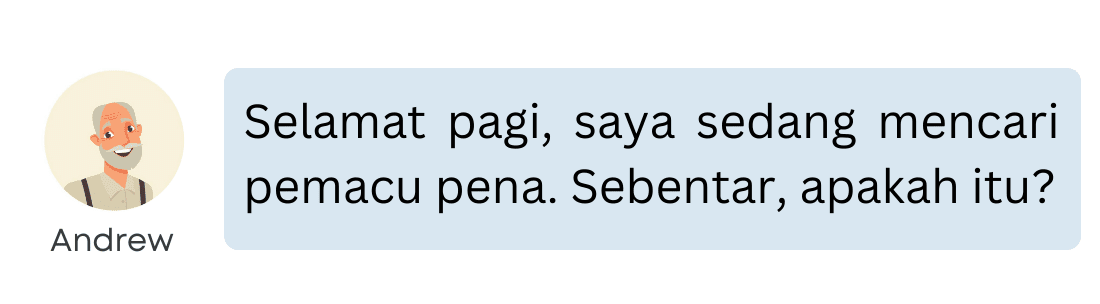 Selamat pagi, saya sedang mencari
pemacu pena. Sebentar, apakah itu?
Andrew